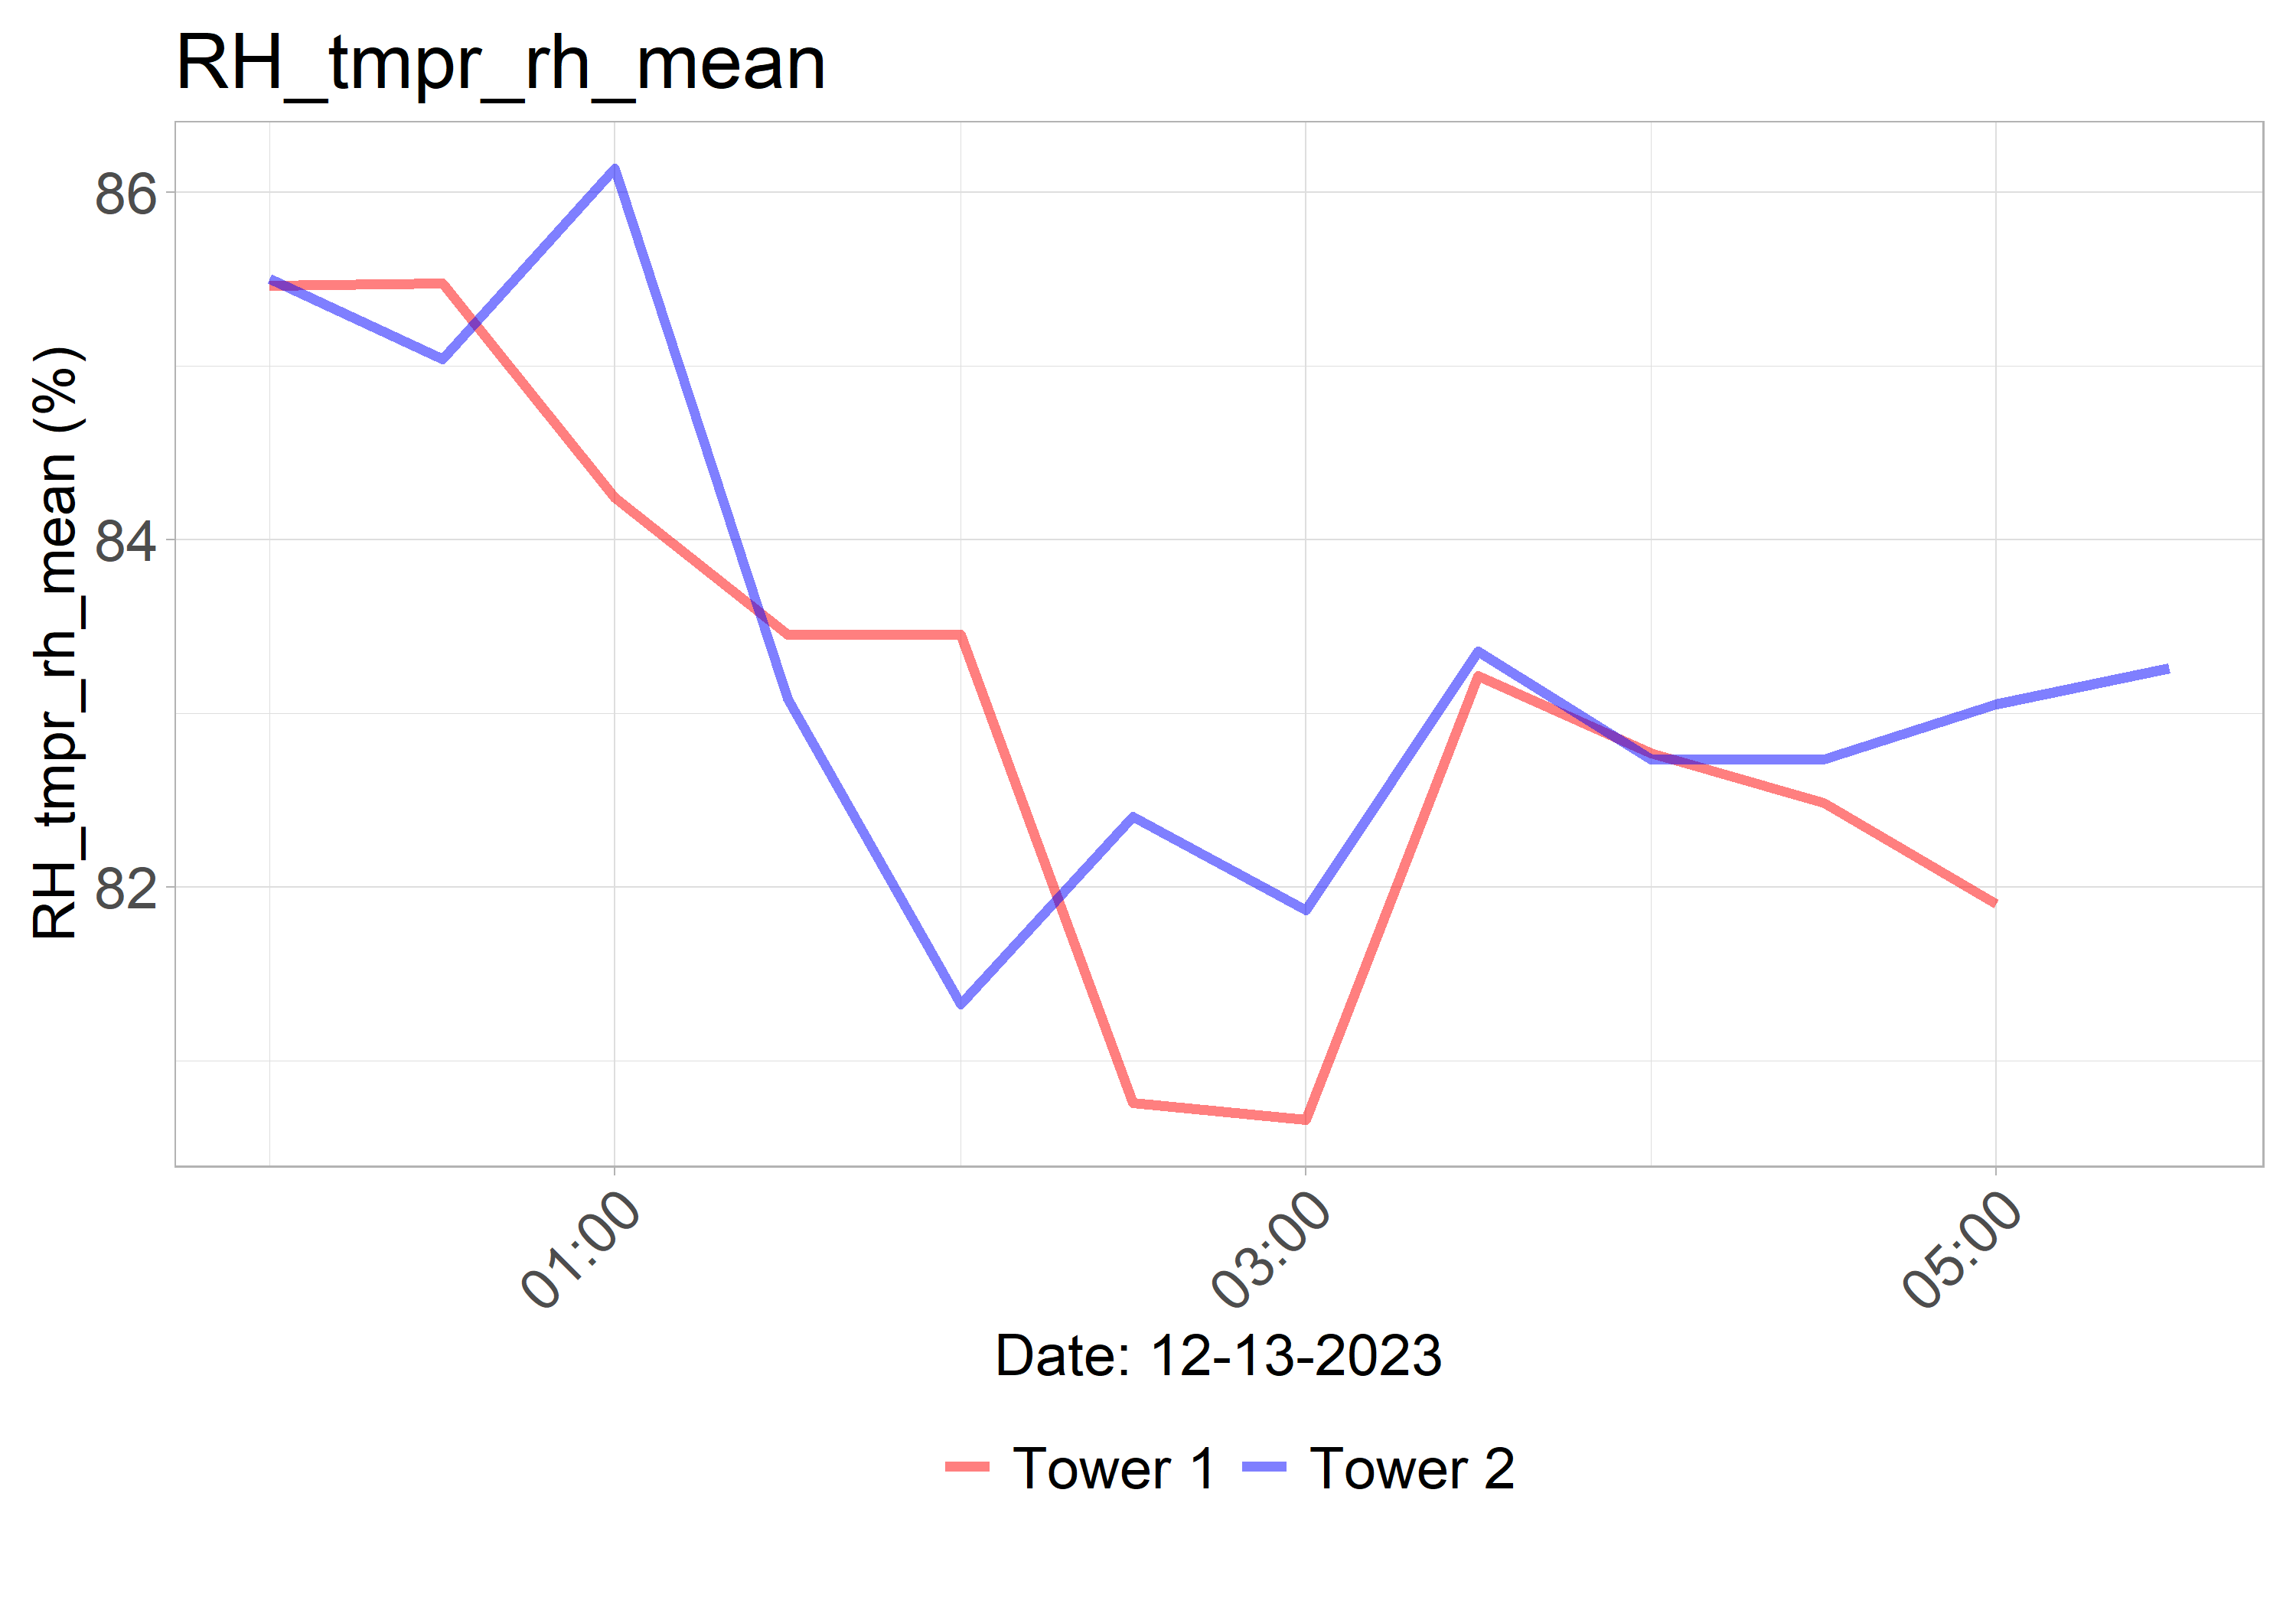 RH_tmpr_rh_mean
RH_tmpr_rh_mean (%)
86
84
82
01:00
03:00
05:00
Date: 12-13-2023
Tower 1
Tower 2